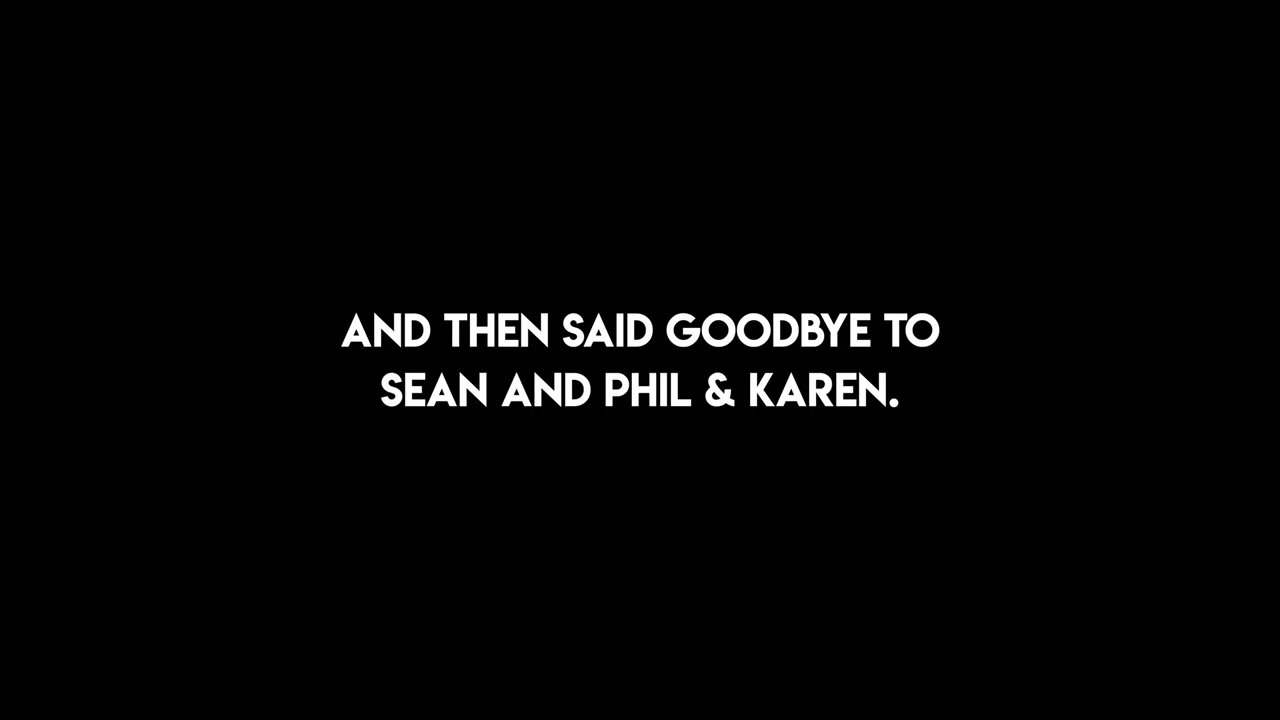 AND THEN SAID GOODBYE TO
SEAN AND PHIL & KAREN.